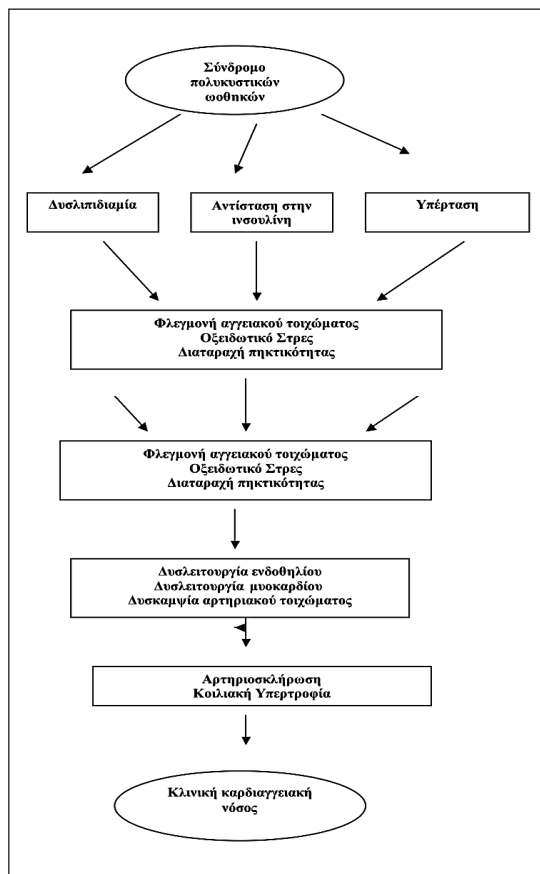 Σύνδρομο
πολυκυστικών
ωοθηκών
Δυσλιπιδιαμία
Αντίσταση στην
ινσουλίνη
Υπέρταση
Φλεγμονή αγγειακού τοιχώματος
Οξειδωτικό Στρες
Διαταραχή πηκτικότητας
Φλεγμονή αγγειακού τοιχώματος
Οξειδωτικό Στρες
Διαταραχή πηκτικότητας
Δυσλειτουργία ενδοθηλίου
Δυσλειτουργία μυοκαρδίου
Δυσκαμψία αρτηριακού τοιχώματος
Αρτηριοσκλήρωση
Κοιλιακή Υπερτροφία
Κλινική καρδιαγγειακή
νόσος